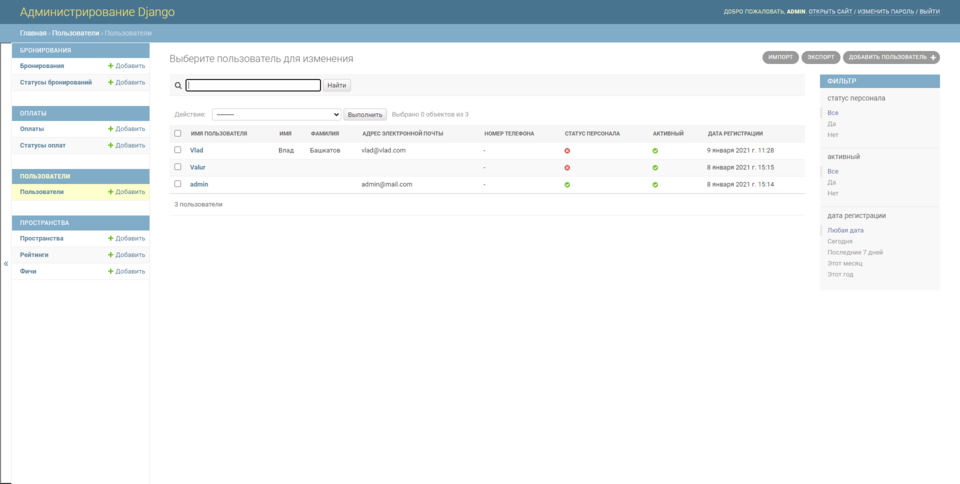 Администрирование Django
ДОБРО ПОЖАЛОВАТЬ, ADMIN. ОТКРЫТЬ САЙТ / ИЗМЕНИТЬ ПАРОЛЬ / ВЫЙТИ
Главная › Пользователи › Пользователи
БРОНИРОВАНИЯ
Бронирования + Добавить
Статусы бронирований + Добавить
ОПЛАТЫ
Оплаты + Добавить
Статусы оплат + Добавить
ПОЛЬЗОВАТЕЛИ
Пользователи + Добавить
ПРОСТРАНСТВА
Пространства + Добавить
Рейтинги + Добавить
Фичи + Добавить
«
Выберите пользователь для изменения
ИМПОРТ ЭКСПОРТ ДОБАВИТЬ ПОЛЬЗОВАТЕЛЬ +
Найти
Действие: --------- Выполнить Выбрано 0 объектов из 3
ИМЯ ПОЛЬЗОВАТЕЛЯ ИМЯ ФАМИЛИЯ АДРЕС ЭЛЕКТРОННОЙ ПОЧТЫ НОМЕР ТЕЛЕФОНА СТАТУС ПЕРСОНАЛА АКТИВНЫЙ ДАТА РЕГИСТРАЦИИ
Vlad Влад Башкатов vlad@vlad.com - 9 января 2021 г. 11:28
Valur - 8 января 2021 г. 15:15
admin admin@mail.com - 8 января 2021 г. 15:14
3 пользователи
ФИЛЬТР
статус персонала
Все
Да
Нет
активный
Все
Да
Нет
дата регистрации
Любая дата
Сегодня
Последние 7 дней
Этот месяц
Этот год